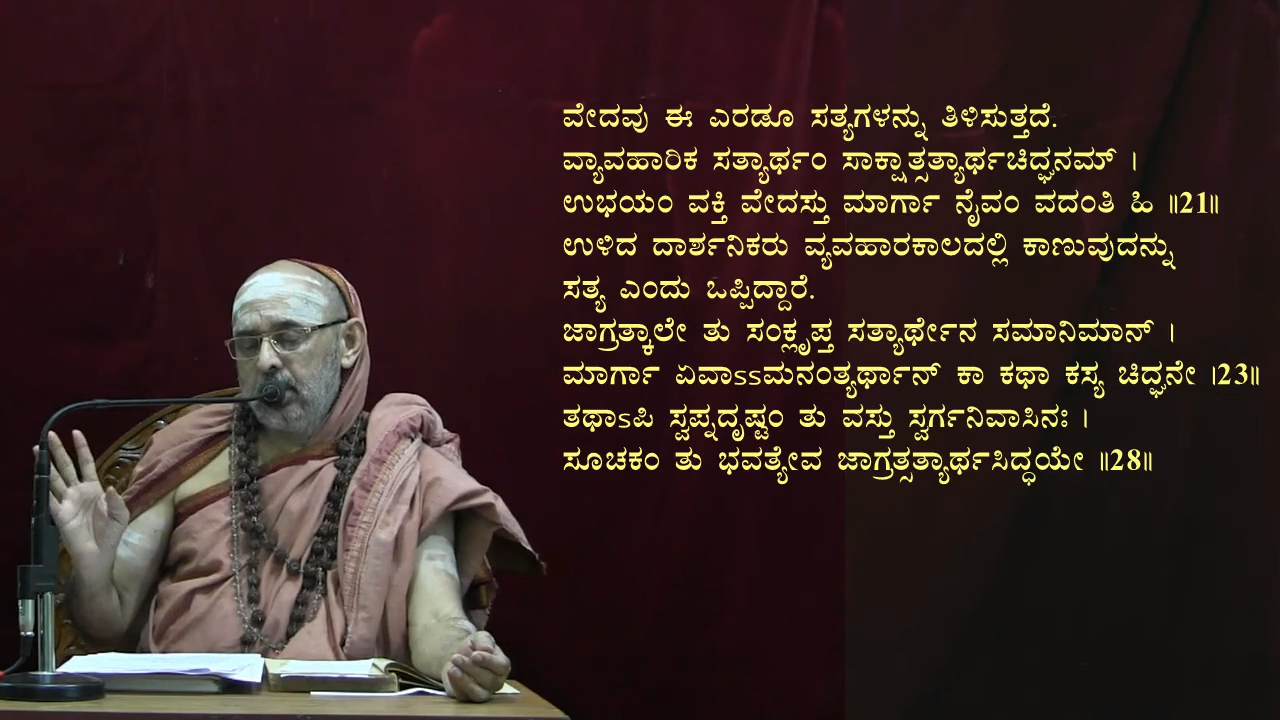 ವೇದವು ಈ ಎರಡೂ ಸತ್ಯಗಳನ್ನು ತಿಳಿಸುತ್ತದೆ.
ವ್ಯಾವಹಾರಿಕ ಸತ್ಯಾರ್ಥಂ ಸಾಕ್ಷಾತ್ಸತ್ಯಾರ್ಥಚಿದ್ಘನಮ್ ।
ಉಭಯಂ ವಕ್ತಿ ವೇದಸ್ತು ಮಾರ್ಗಾ ನೈವಂ ವದಂತಿ ಹಿ ॥21॥
ಉಳಿದ ದಾರ್ಶನಿಕರು ವ್ಯವಹಾರಕಾಲದಲ್ಲಿ ಕಾಣುವುದನ್ನು
ಸತ್ಯ ಎಂದು ಒಪ್ಪಿದ್ದಾರೆ.
ಜಾಗ್ರತ್ಕಾಲೇ ತು ಸಂಕ್ಲೃಪ್ತ ಸತ್ಯಾರ್ಥೇನ ಸಮಾನಿಮಾನ್ ।
ಮಾರ್ಗಾ ಏವಾಽಽಮನಂತ್ಯರ್ಥಾನ್ ಕಾ ಕಥಾ ಕಸ್ಯ ಚಿದ್ಘನೇ ।23॥
ತಥಾಽಪಿ ಸ್ವಪ್ನದೃಷ್ಟಂ ತು ವಸ್ತು ಸ್ವರ್ಗನಿವಾಸಿನಃ ।
ಸೂಚಕಂ ತು ಭವತ್ಯೇವ ಜಾಗ್ರತ್ಸತ್ಯಾರ್ಥಸಿದ್ಧಯೇ ॥28॥